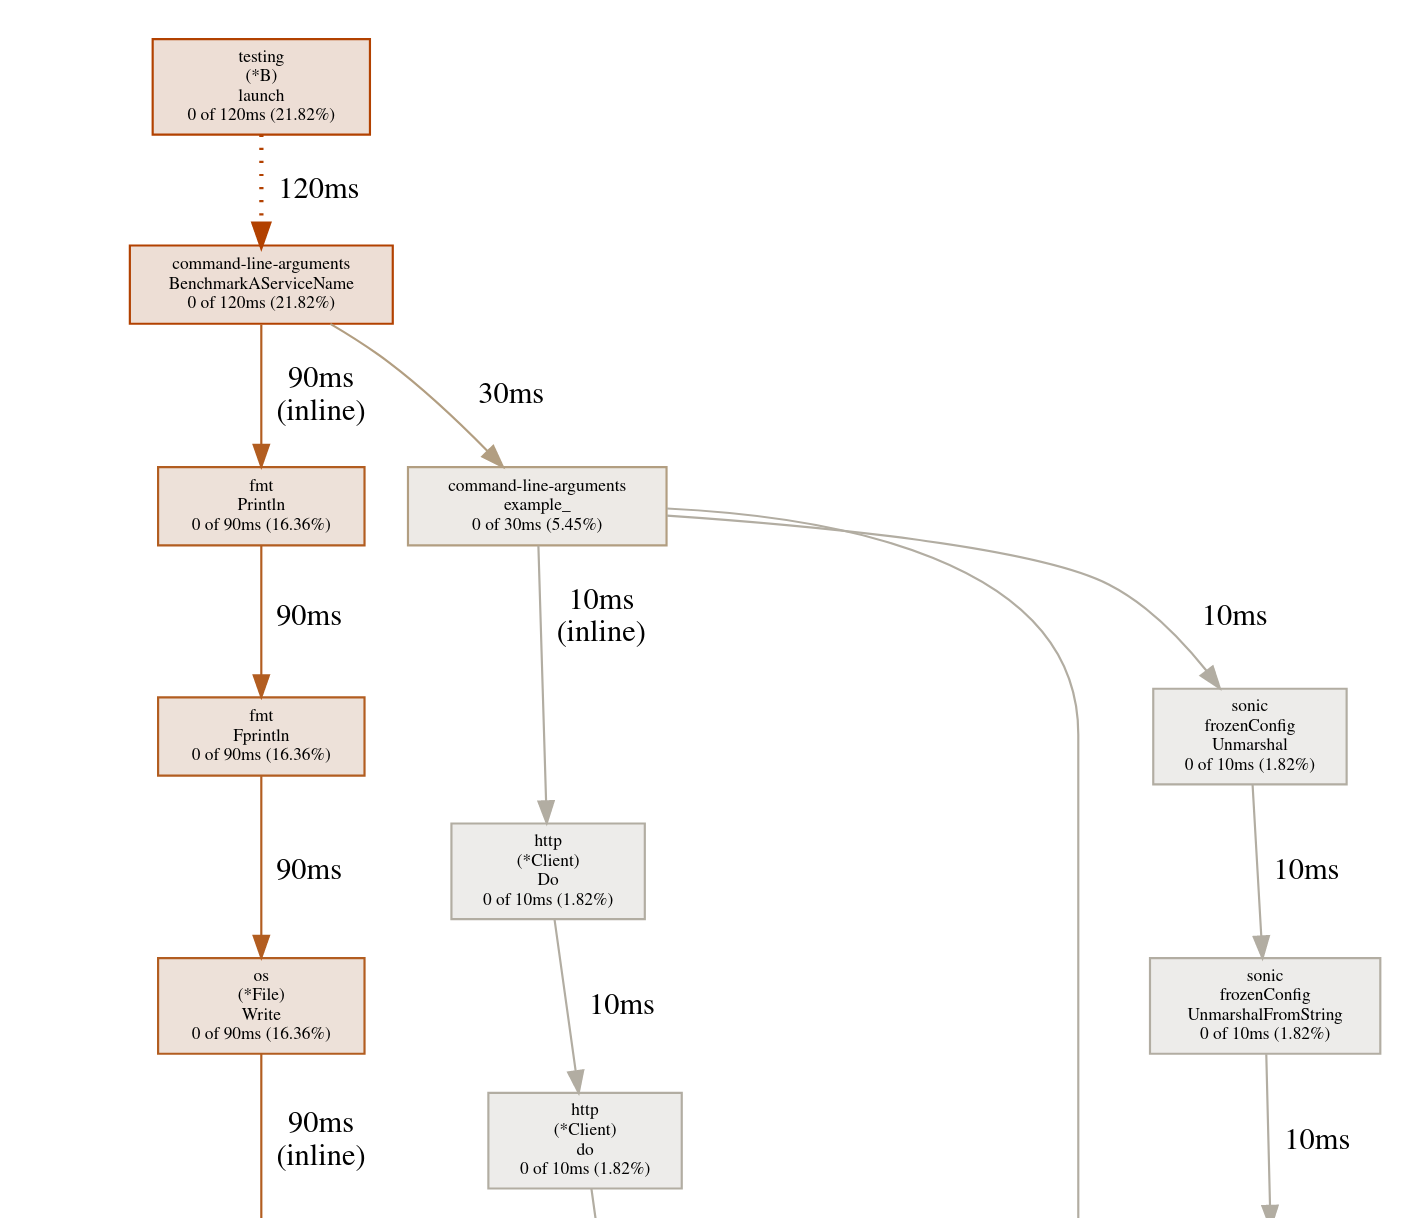 testing
(*B)
launch
0 of 120ms (21.82%)
120ms
command-line-arguments
BenchmarkAServiceName
0 of 120ms (21.82%)
90ms
(inline)
30ms
fmt
Println
0 of 90ms (16.36%)
command-line-arguments
example_
0 of 30ms (5.45%)
90ms
10ms
(inline)
10ms
fmt
Fprintln
0 of 90ms (16.36%)
sonic
frozenConfig
Unmarshal
0 of 10ms (1.82%)
90ms
http
(*Client)
Do
0 of 10ms (1.82%)
10ms
os
(*File)
Write
0 of 90ms (16.36%)
10ms
sonic
frozenConfig
UnmarshalFromString
0 of 10ms (1.82%)
90ms
(inline)
http
(*Client)
do
0 of 10ms (1.82%)
10ms